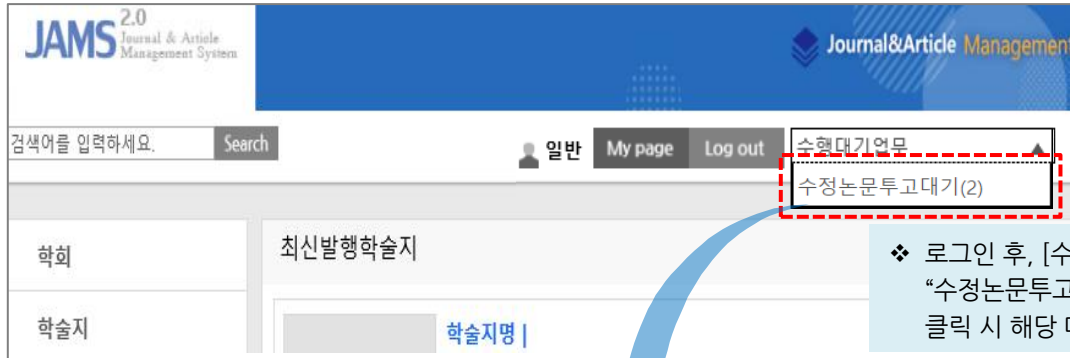 JAMS 2.0
Journal & Article
Management System
Journal&Article Management
검색어를 입력하세요. Search
일반 My page Log out 수행대기업무
수정논문투고대기(2)
학회
최신발행학술지
❖ 로그인 후, [수
“수정논문투고
학술지
학술지명 |
클릭 시 해당